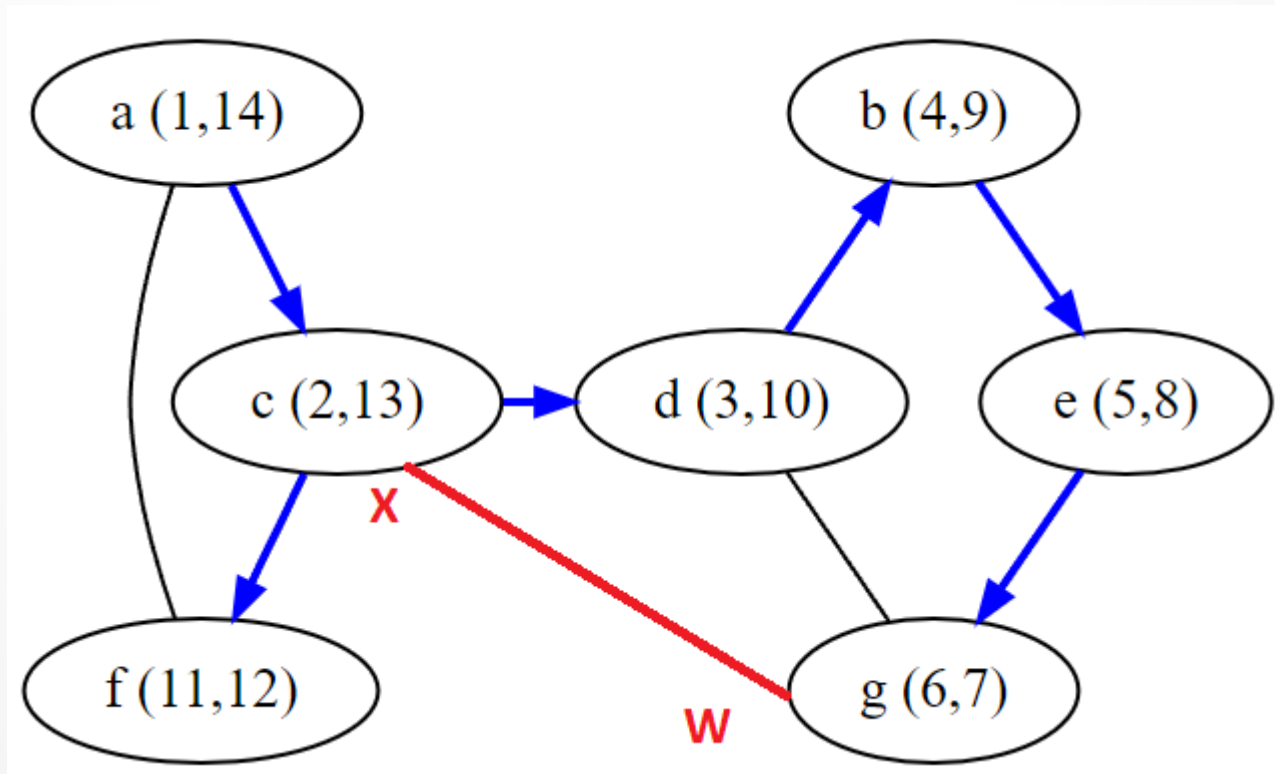 a (1,14)
b (4,9)
c (2,13)
d (3,10)
e (5,8)
X
f (11,12)
W
g (6,7)